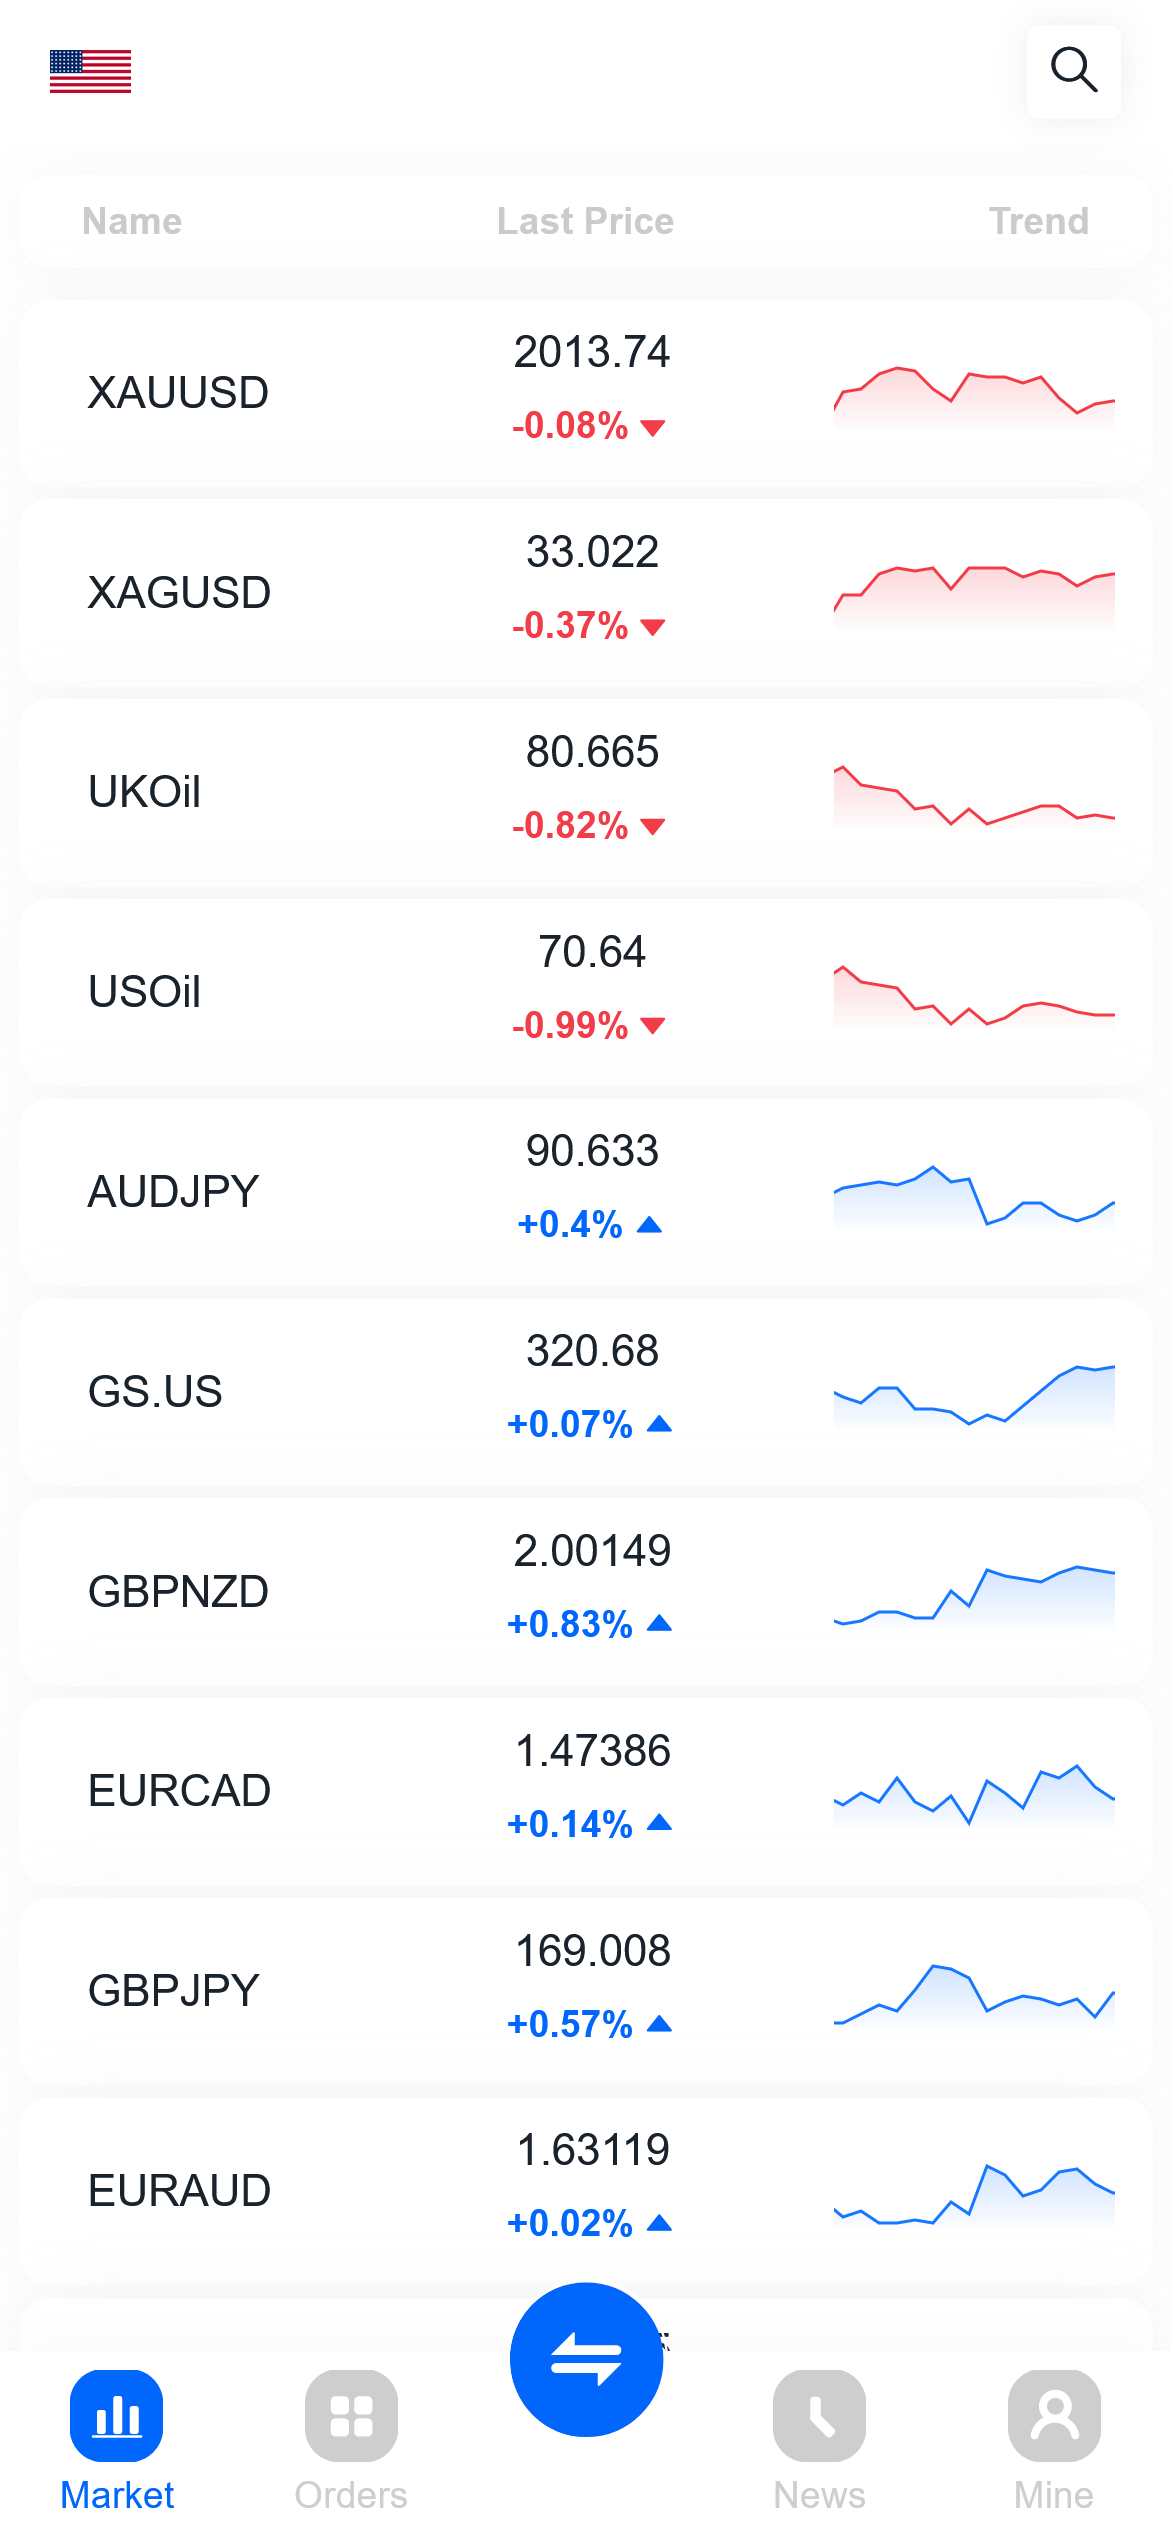 Name Last Price Trend
XAUUSD 2013.74
-0.08%
XAGUSD 33.022
-0.37%
UKOil 80.665
-0.82%
USOil 70.64
-0.99%
AUDJPY 90.633
+0.4%
GS.US 320.68
+0.07%
GBPNZD 2.00149
+0.83%
EURCAD 1.47386
+0.14%
GBPJPY 169.008
+0.57%
EURAUD 1.63119
+0.02%
Market Orders News Mine